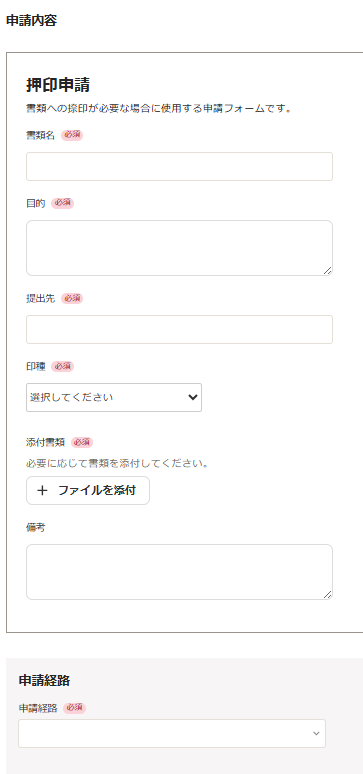 申請内容
押印申請
書類への捺印が必要な場合に使用する申請フォームです。
書類名 必須
目的 必須
提出先 必須
印種 必須
選択してください
添付書類 必須
必要に応じて書類を添付してください。
+ ファイルを添付
備考
申請経路
申請経路 必須